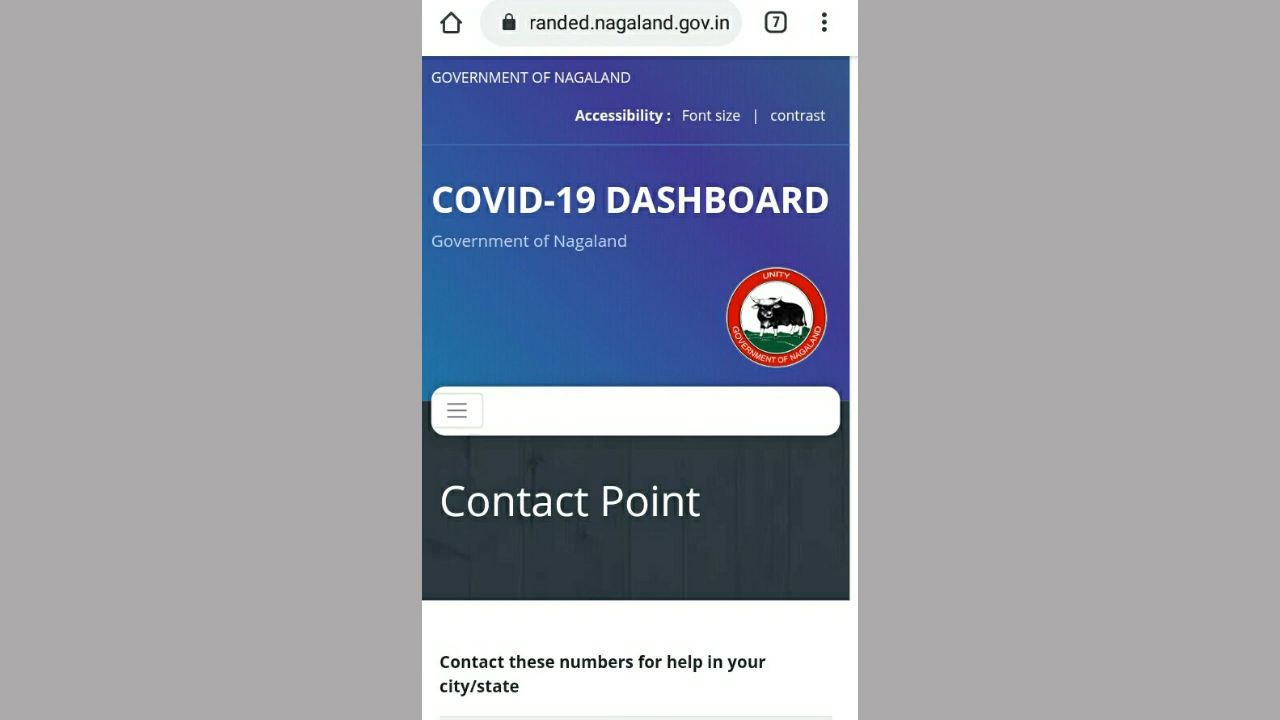 randed.nagaland.gov.in
7
GOVERNMENT OF NAGALAND
Accessibility : Font size | contrast
COVID-19 DASHBOARD
Government of Nagaland
UNITY
GOVERNMENT OF NAGALAND
Contact Point
Contact these numbers for help in your
city/state